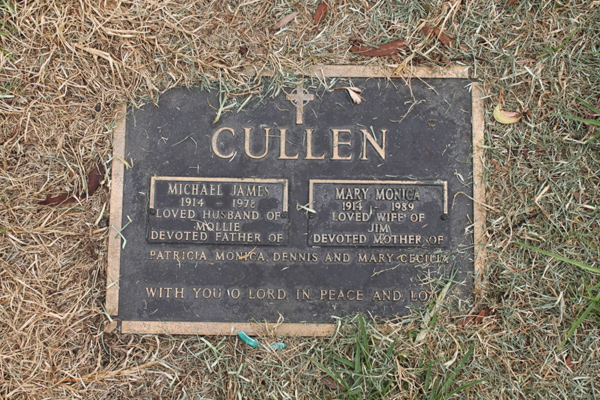 CULLEN
MICHAEL JAMES
1914 - 1978
LOVED HUSBAND OF
MOLLIE
DEVOTED FATHER OF
MARY MONICA
1914 - 1989
LOVED WIFE OF
JIM
DEVOTED MOTHER OF
PATRICIA, MONICA, DENNIS AND MARY CECILIA
WITH YOU O LORD, IN PEACE AND LOVE